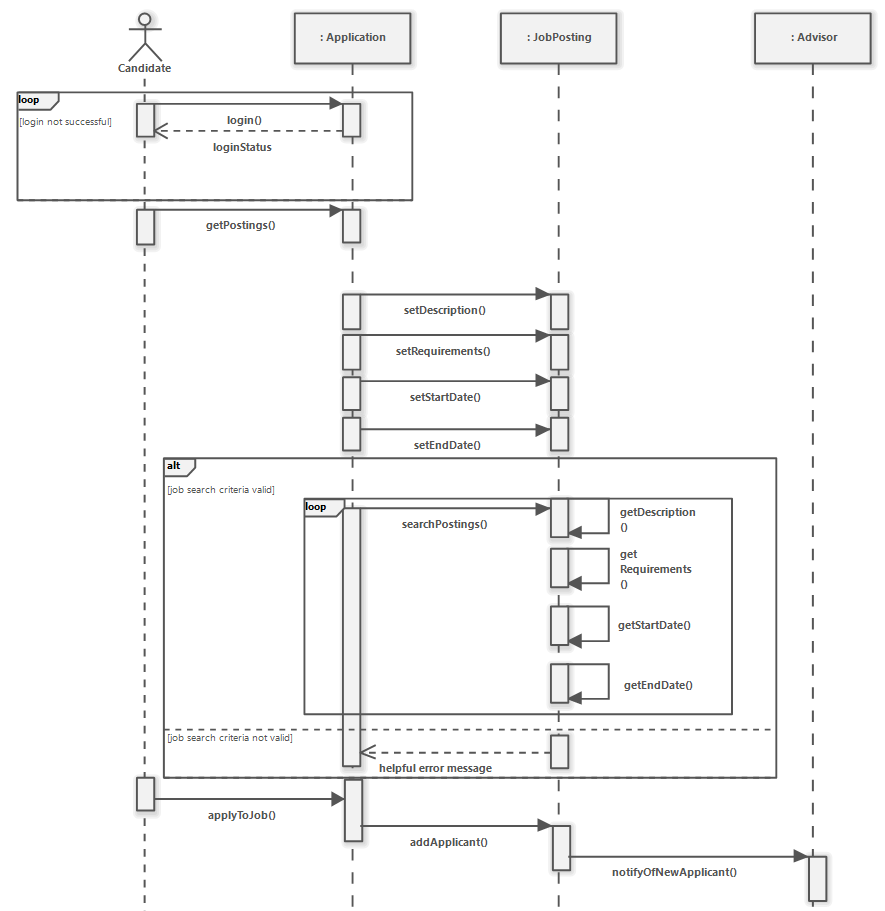 : Application
: JobPosting
: Advisor
Candidate
loop
[login not successful]
login()
loginStatus
getPostings()
setDescription()
setRequirements()
setStartDate()
setEndDate()
alt
[job search criteria valid]
loop
searchPostings()
getDescription
()
get
Requirements
()
getStartDate()
getEndDate()
[job search criteria not valid]
helpful error message
applyToJob()
addApplicant()
notifyOfNewApplicant()